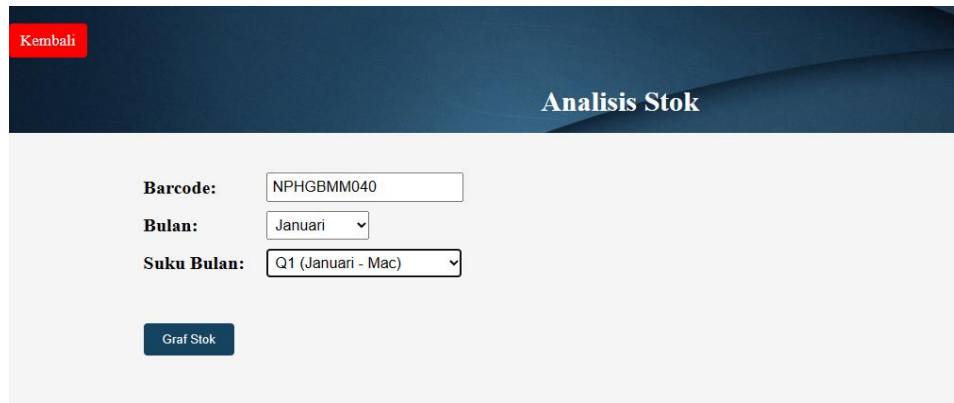 Kembali
Analisis Stok
Barcode: NPHGBMM040
Bulan: Januari
Suku Bulan: Q1 (Januari - Mac)
Graf Stok